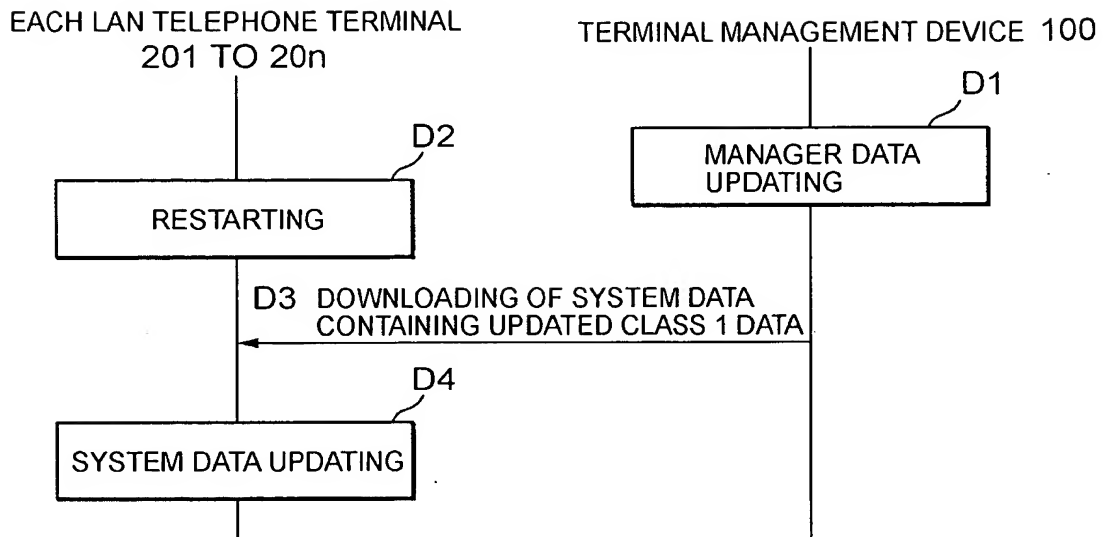 EACH LAN TELEPHONE TERMINAL
201 TO 20n
TERMINAL MANAGEMENT DEVICE 100
D1
MANAGER DATA
UPDATING
D2
RESTARTING
D3 DOWNLOADING OF SYSTEM DATA
CONTAINING UPDATED CLASS 1 DATA
D4
SYSTEM DATA UPDATING